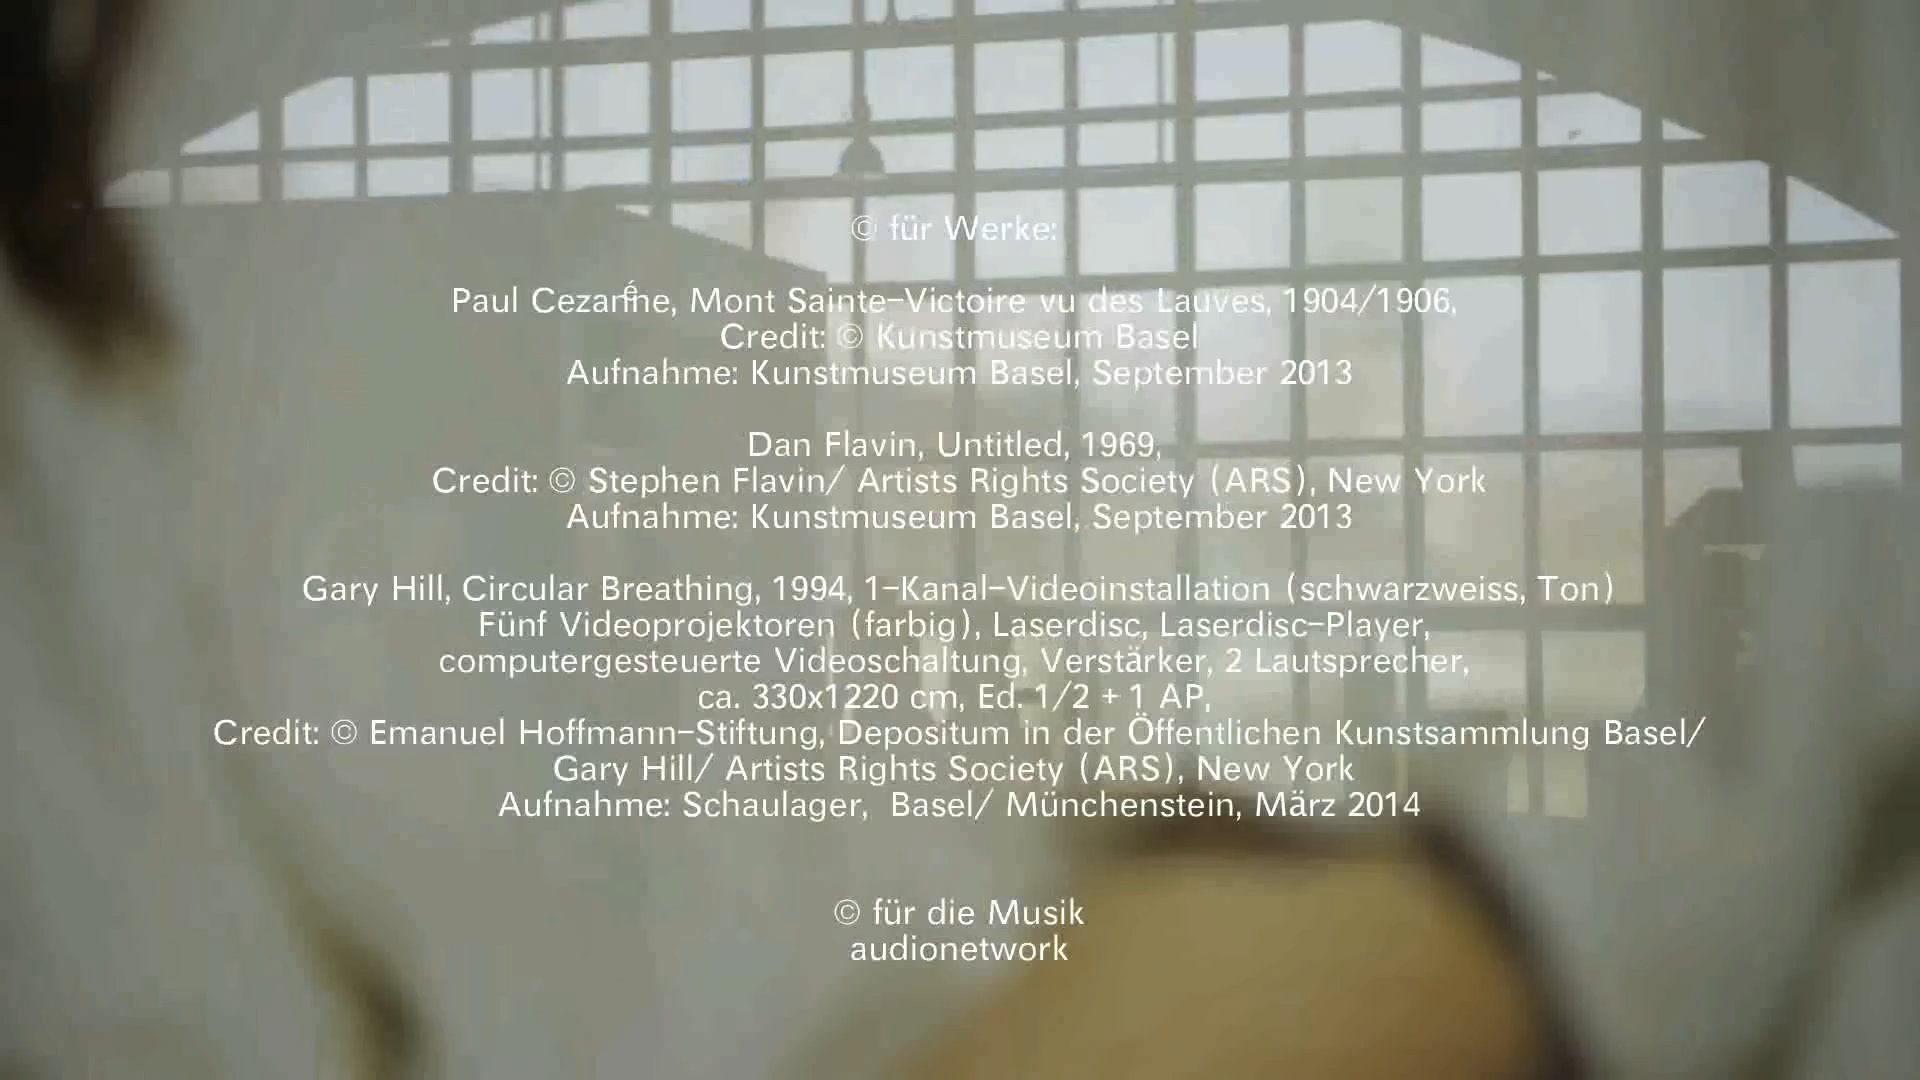 © für Werke:
Paul Cezanne, Mont Sainte-Victoire vu des Lauves, 1904/1906,
Credit: © Kunstmuseum Basel
Aufnahme: Kunstmuseum Basel, September 2013
Dan Flavin, Untitled, 1969,
Credit: © Stephen Flavin/ Artists Rights Society (ARS), New York
Aufnahme: Kunstmuseum Basel, September 2013
Gary Hill, Circular Breathing, 1994, 1-Kanal-Videoinstallation (schwarzweiss, Ton)
Fünf Videoprojektoren (farbig), Laserdisc, Laserdisc-Player,
computergesteuerte Videoschaltung, Verstärker, 2 Lautsprecher,
ca. 330x1220 cm, Ed. 1/2 + 1 AP,
Credit: © Emanuel Hoffmann-Stiftung, Depositum in der Öffentlichen Kunstsammlung Basel/
Gary Hill/ Artists Rights Society (ARS), New York
Aufnahme: Schaulager, Basel/ Münchenstein, März 2014
© für die Musik
audionetwork